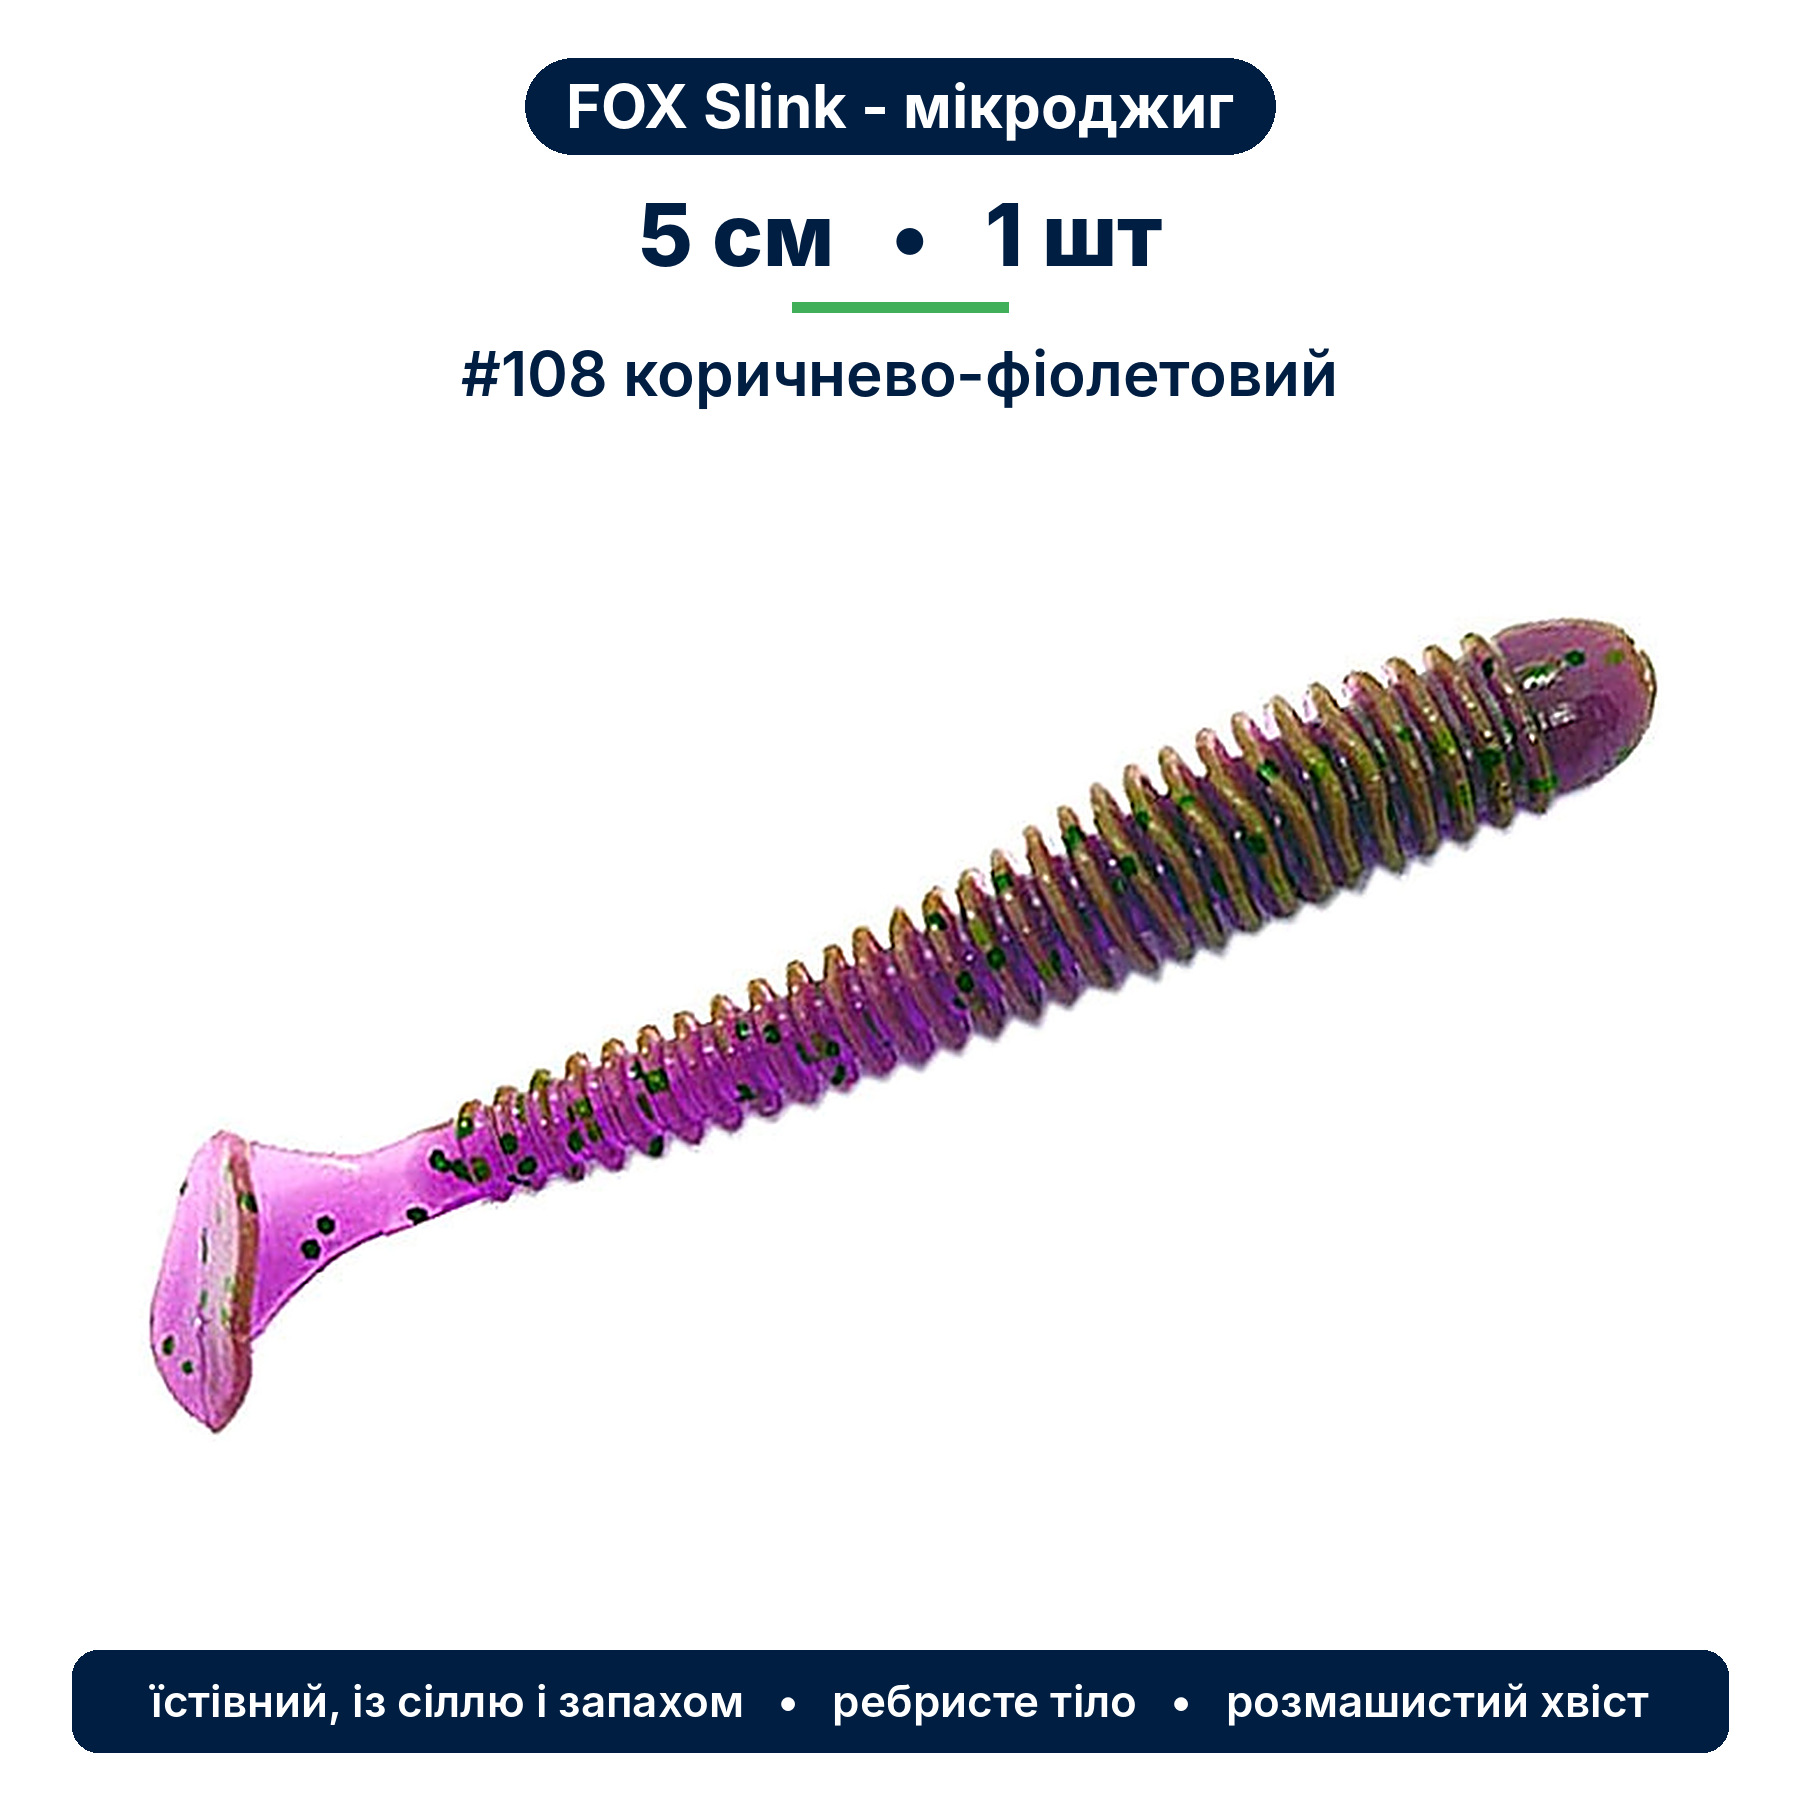 FOX Slink - мікроджиг
5 см • 1 шт
#108 коричнево-фіолетовий
їстівний, із сіллю і запахом • ребристе тіло • розмашистий хвіст